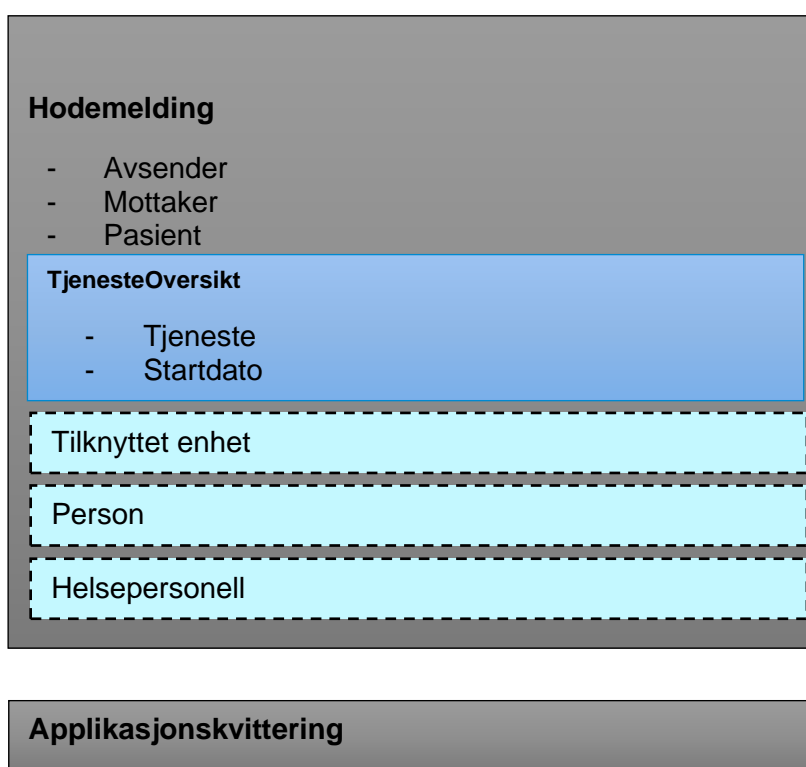 Hodemelding
- Avsender
- Mottaker
- Pasient
TjenesteOversikt
- Tjeneste
- Startdato
Tilknyttet enhet
Person
Helsepersonell
Applikasjonskvittering